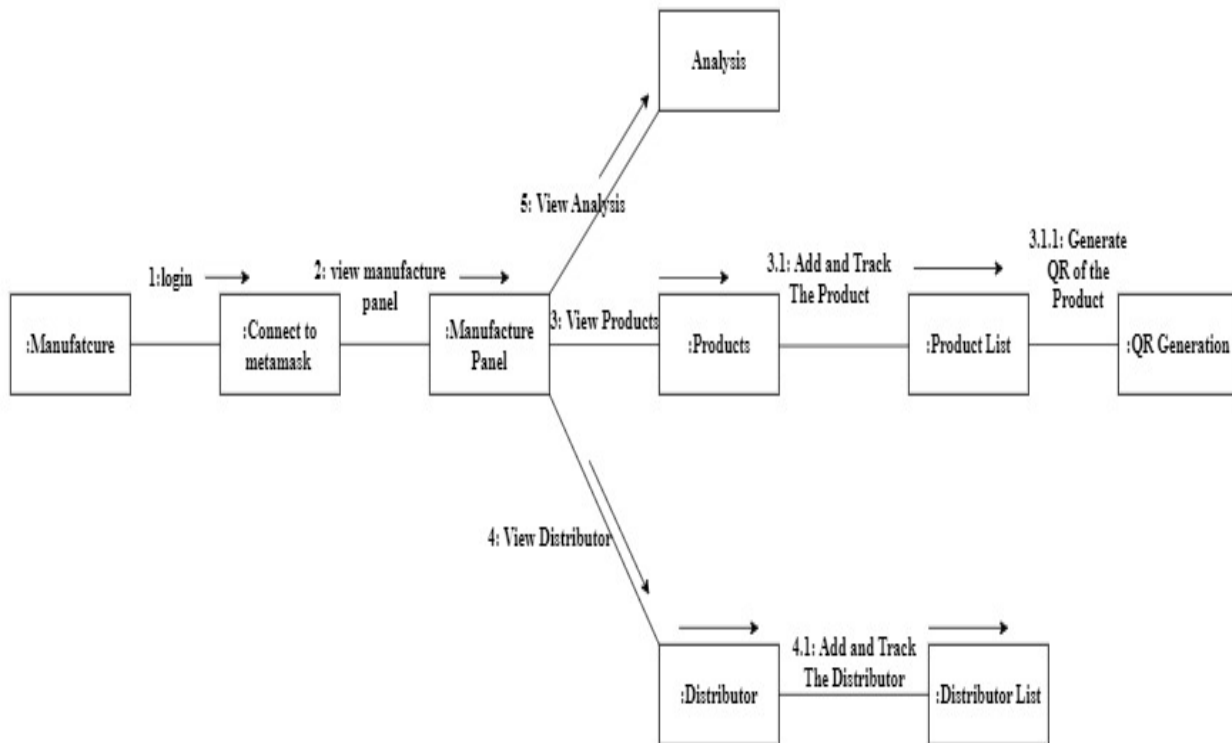 Analysis
5: View Analysis
1:login
2: view manufacture
panel
3.1: Add and Track
The Product
3.1.1: Generate
QR of the
Product
:Manufatcure
:Connect to
metamask
:Manufacture
Panel
3: View Products
:Products
:Product List
:QR Generation
4: View Distributor
4.1: Add and Track
The Distributor
:Distributor
:Distributor List